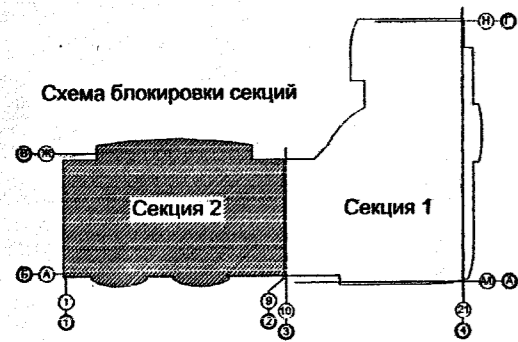 Н Г
Схема блокировки секций
В Ж
Секция 2
Секция 1
Б А
М А
1
1
9
2
10
3
21
4